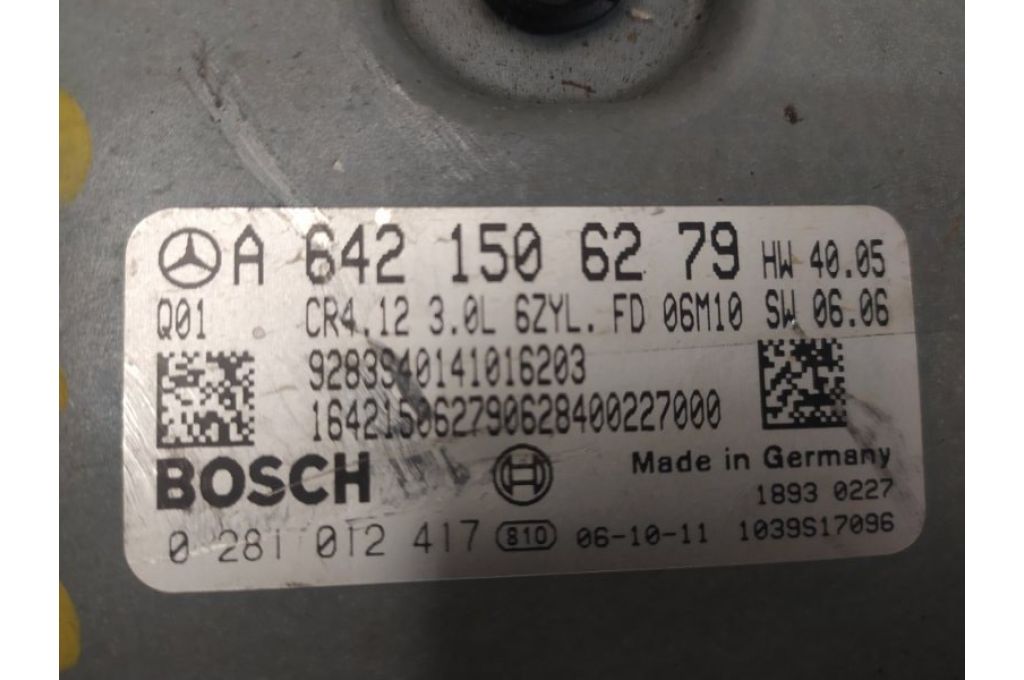 A 642 150 62 79 HW 40.05
Q01 CR4.12 3.0L 6ZYL. FD 06M10 SW 06.06
9283S40141016203
164215062790628400227000
BOSCH Made in Germany
1893 0227
0 281 012 417 810 06-10-11 1039S17096